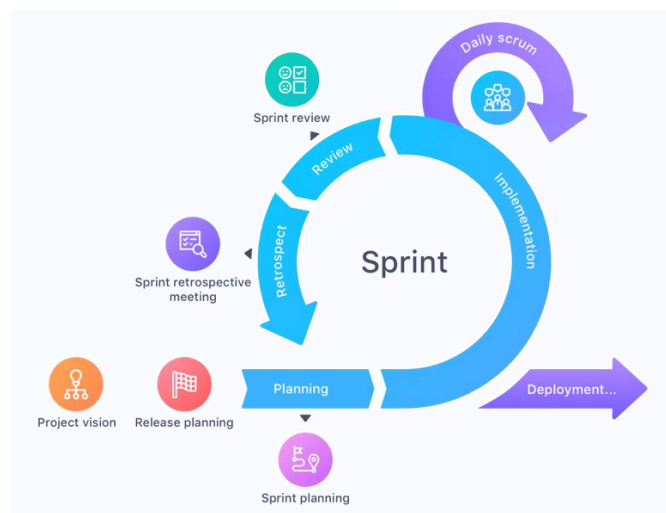 Daily scrum
Sprint review
Review
Implementation
Retrospect
Sprint
Sprint retrospective
meeting
Planning
Deployment...
Project vision
Release planning
Sprint planning